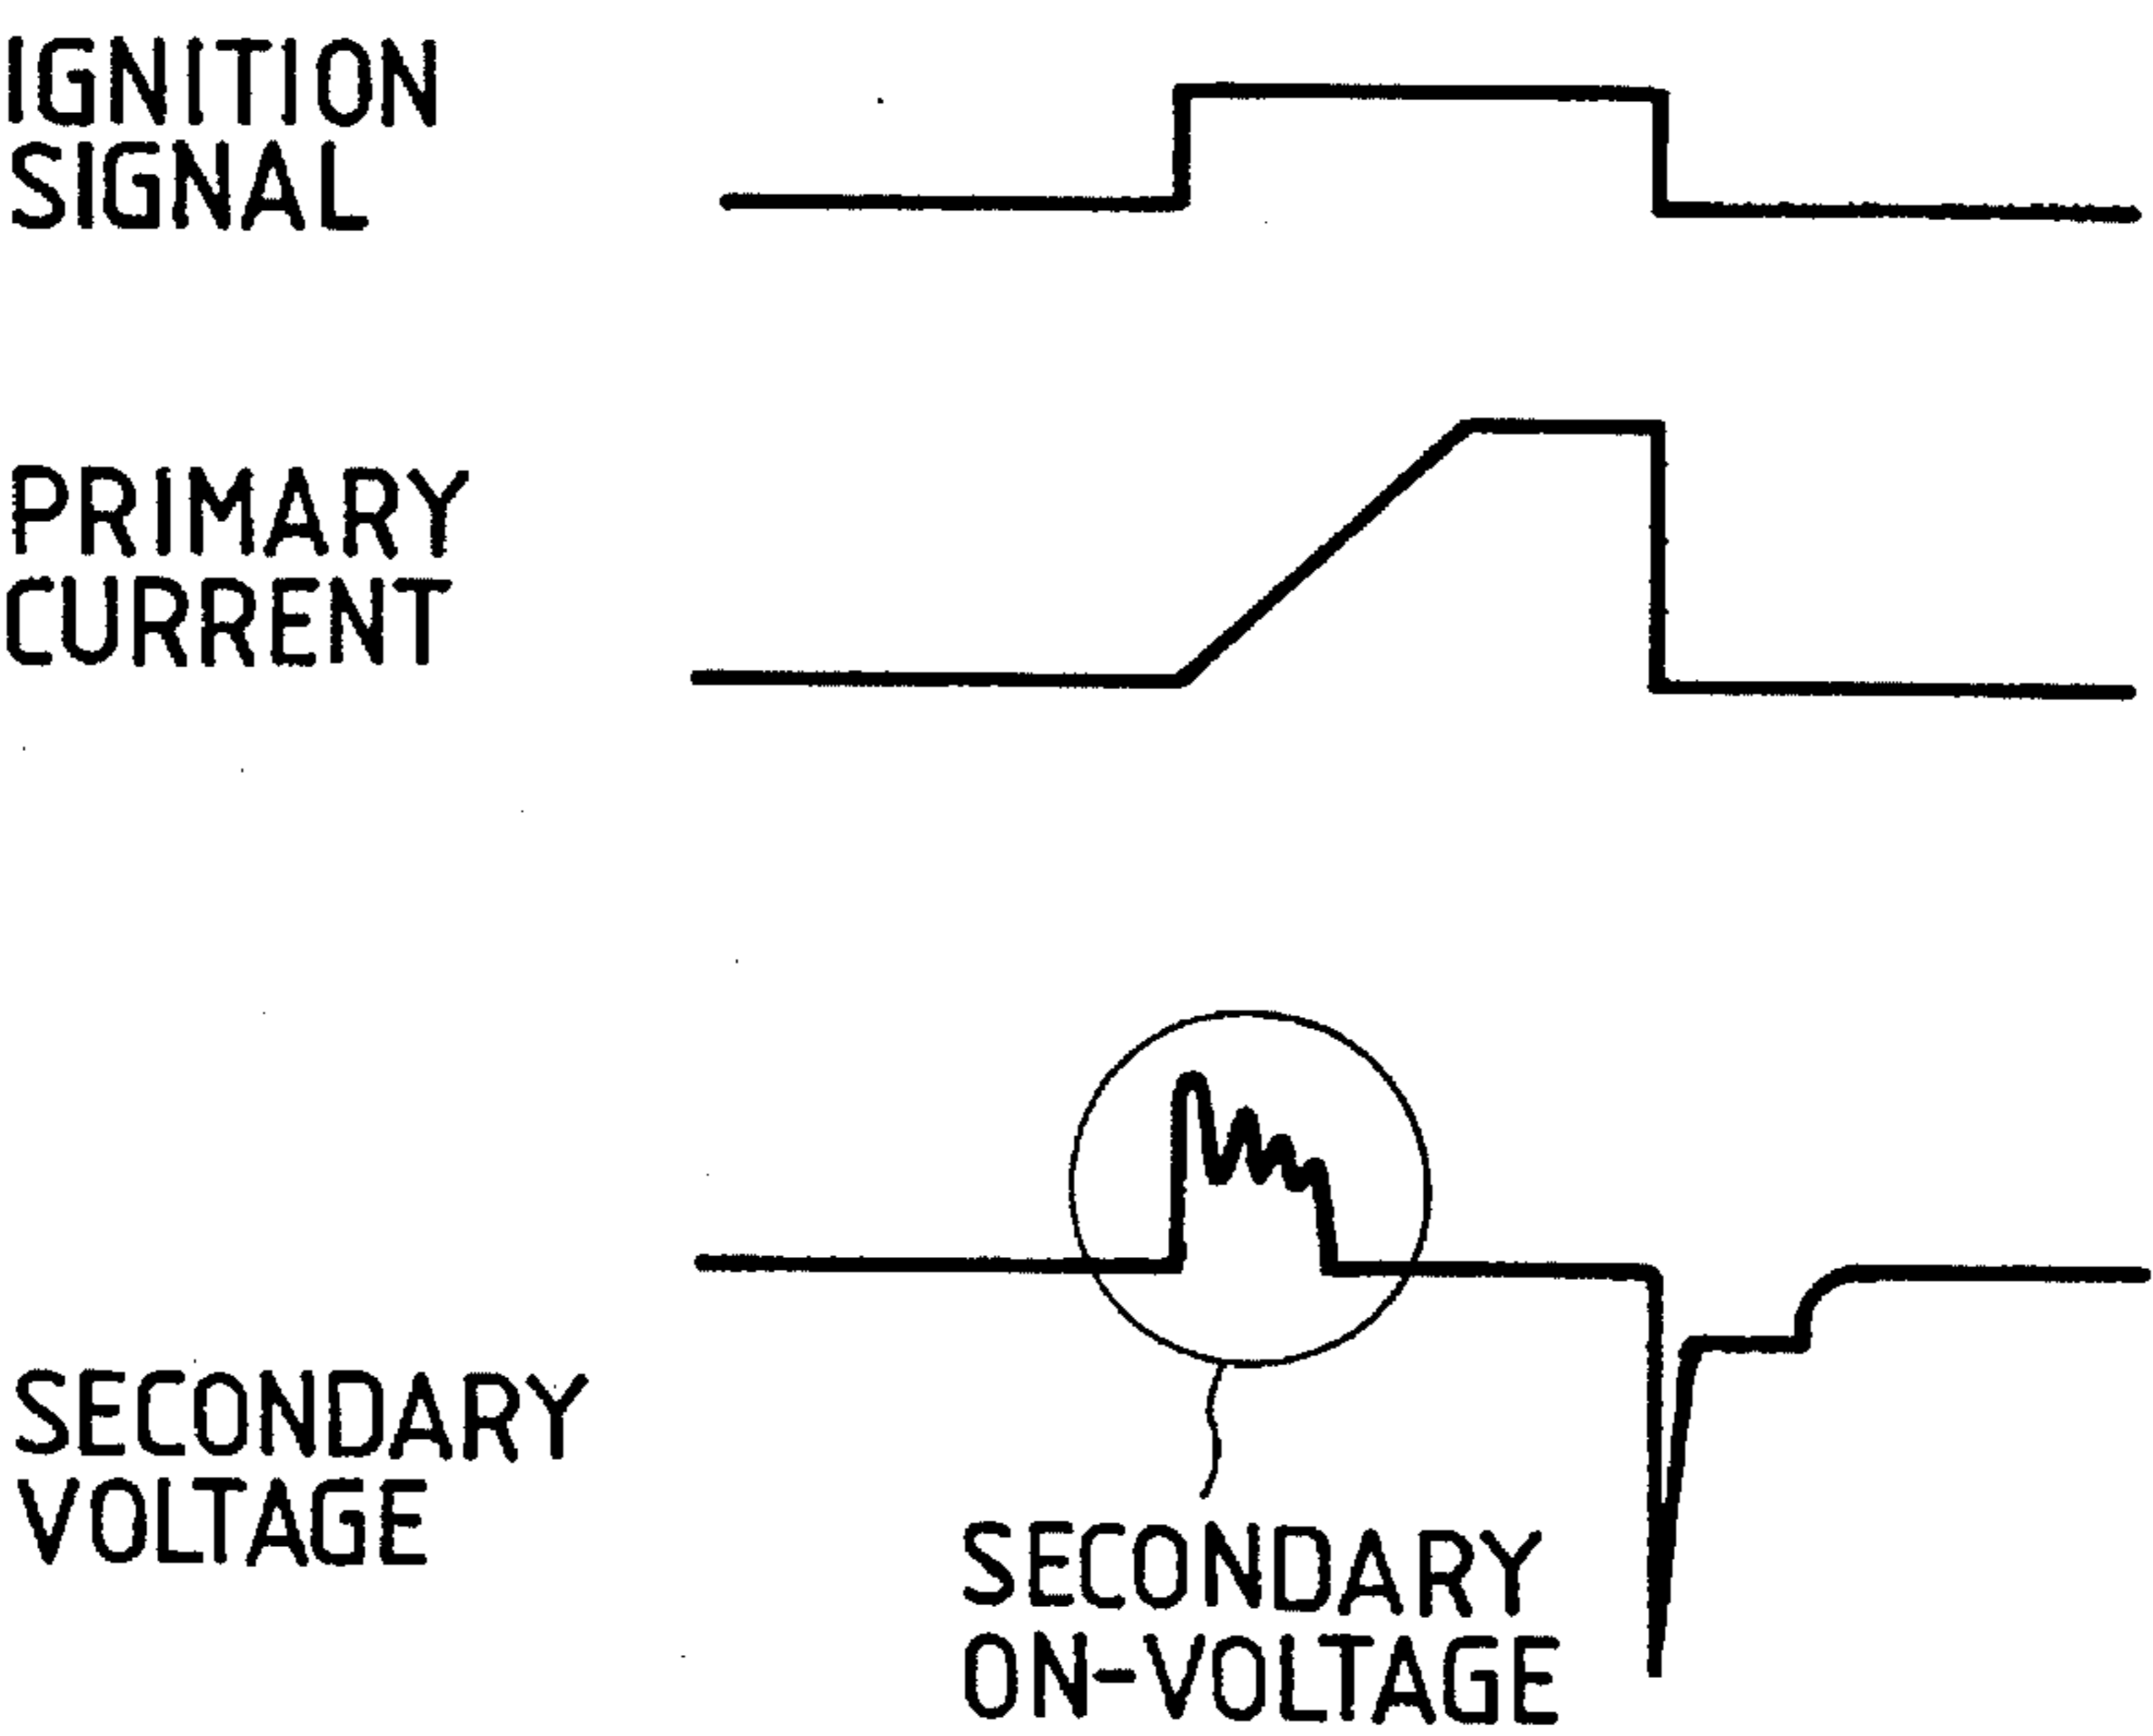 IGNITION
SIGNAL
PRIMARY
CURRENT
SECONDARY
VOLTAGE
SECONDARY
ON-VOLTAGE